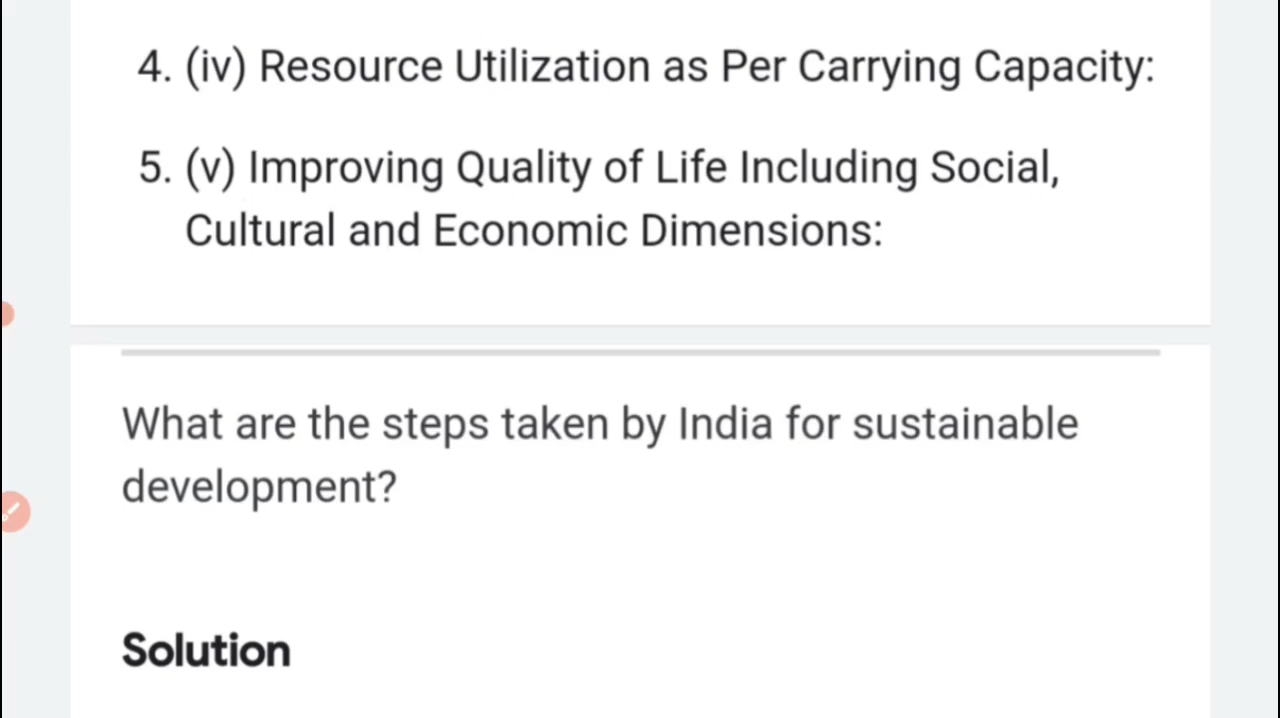 4. (iv) Resource Utilization as Per Carrying Capacity:
5. (v) Improving Quality of Life Including Social,
Cultural and Economic Dimensions:
What are the steps taken by India for sustainable
development?
Solution